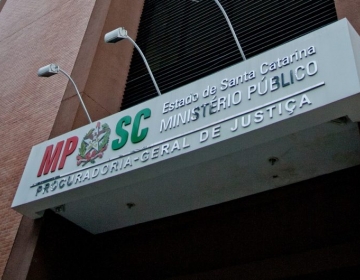 MP SC
Estado de Santa Catarina
MINISTÉRIO PÚBLICO
PROCURADORIA-GERAL DE JUSTIÇA